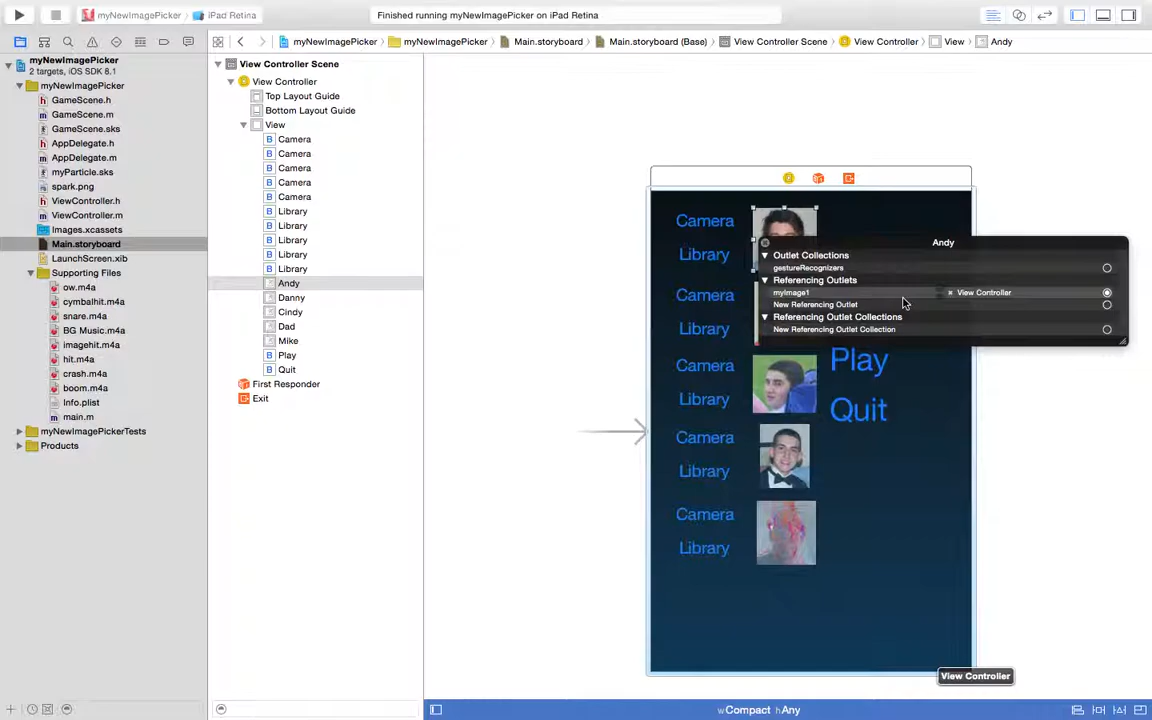 myNewImagePicker
iPad Retina
Finished running myNewImagePicker on iPad Retina
myNewImagePicker
myNewImagePicker
Main.storyboard
Main.storyboard (Base)
View Controller Scene
View Controller
View
Andy
myNewImagePicker
2 targets, iOS SDK 8.1
myNewImagePicker
GameScene.h
GameScene.m
GameScene.sks
AppDelegate.h
AppDelegate.m
myParticle.sks
spark.png
ViewController.h
ViewController.m
Images.xcassets
Main.storyboard
LaunchScreen.xib
Supporting Files
ow.m4a
cymbalhit.m4a
snare.m4a
BG Music.m4a
imagehit.m4a
hit.m4a
crash.m4a
boom.m4a
Info.plist
main.m
myNewImagePickerTests
Products
View Controller Scene
View Controller
Top Layout Guide
Bottom Layout Guide
View
B Camera
B Camera
B Camera
B Camera
B Camera
B Library
B Library
B Library
B Library
B Library
Andy
Danny
Cindy
Dad
Mike
B Play
B Quit
First Responder
Exit
Camera
Library
Camera
Library
Camera
Library
Camera
Library
Camera
Library
Play
Quit
Andy
Outlet Collections
gestureRecognizers
Referencing Outlets
myImage1
View Controller
New Referencing Outlet
Referencing Outlet Collections
New Referencing Outlet Collection
View Controller
wCompact hAny